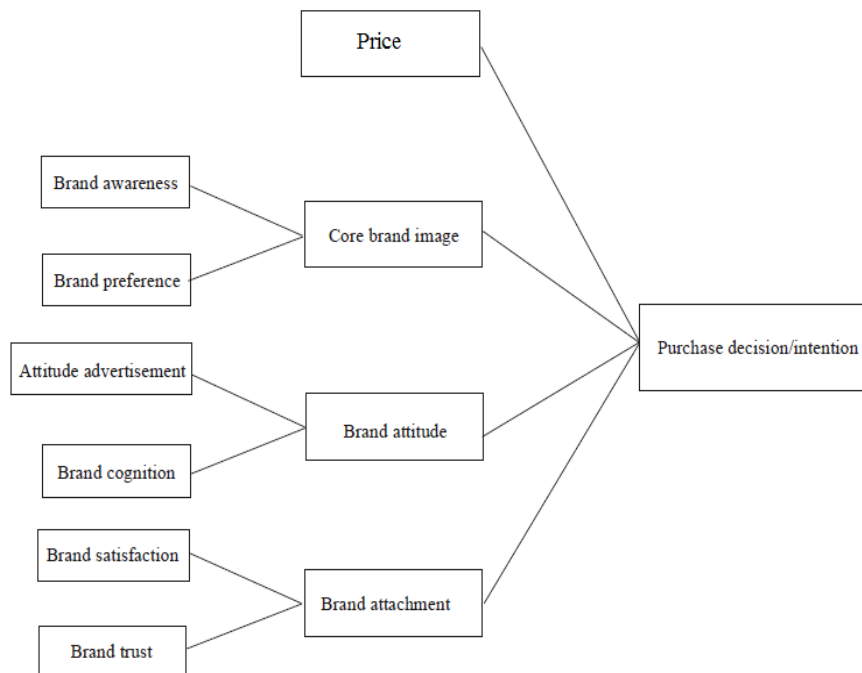 Price
Brand awareness
Core brand image
Brand preference
Purchase decision/intention
Attitude advertisement
Brand attitude
Brand cognition
Brand satisfaction
Brand attachment
Brand trust